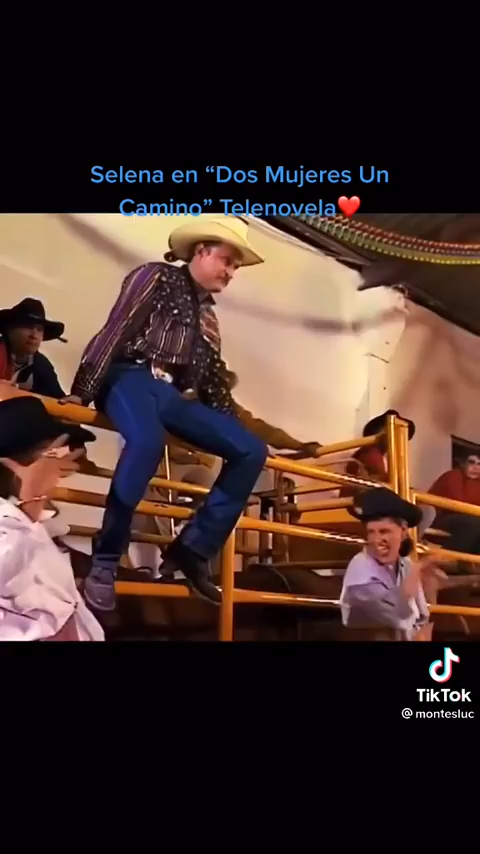 Selena en “Dos Mujeres Un
Camino” Telenovela❤️
TikTok
@montesluc